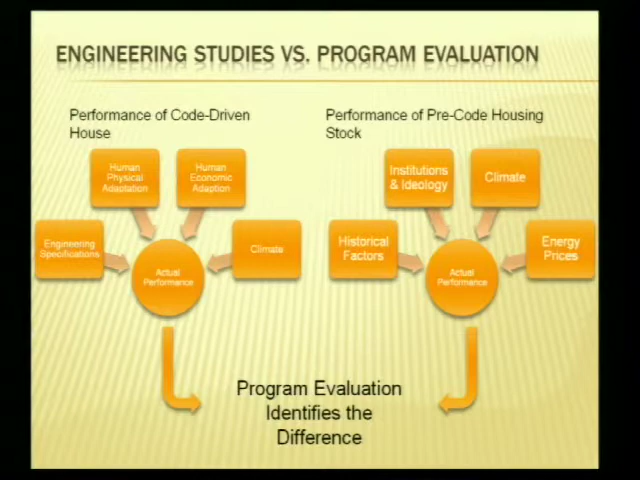 ENGINEERING STUDIES VS. PROGRAM EVALUATION
Performance of Code-Driven
House
Human
Physical
Adaptation
Human
Economic
Adaption
Engineering
Specifications
Climate
Actual
Performance
Performance of Pre-Code Housing
Stock
Institutions
& Ideology
Climate
Historical
Factors
Energy
Prices
Actual
Performance
Program Evaluation
Identifies the
Difference